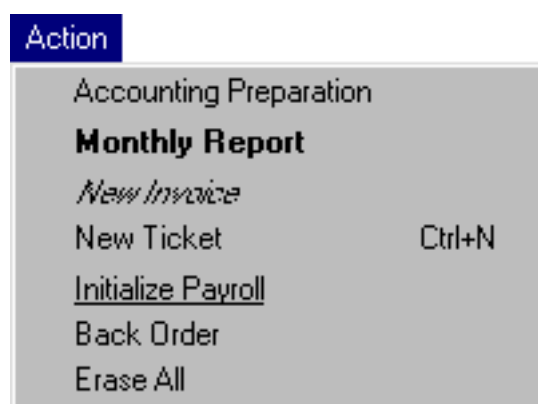 Action
Accounting Preparation
Monthly Report
New Invoice
New Ticket Ctrl+N
Initialize Payroll
Back Order
Erase All